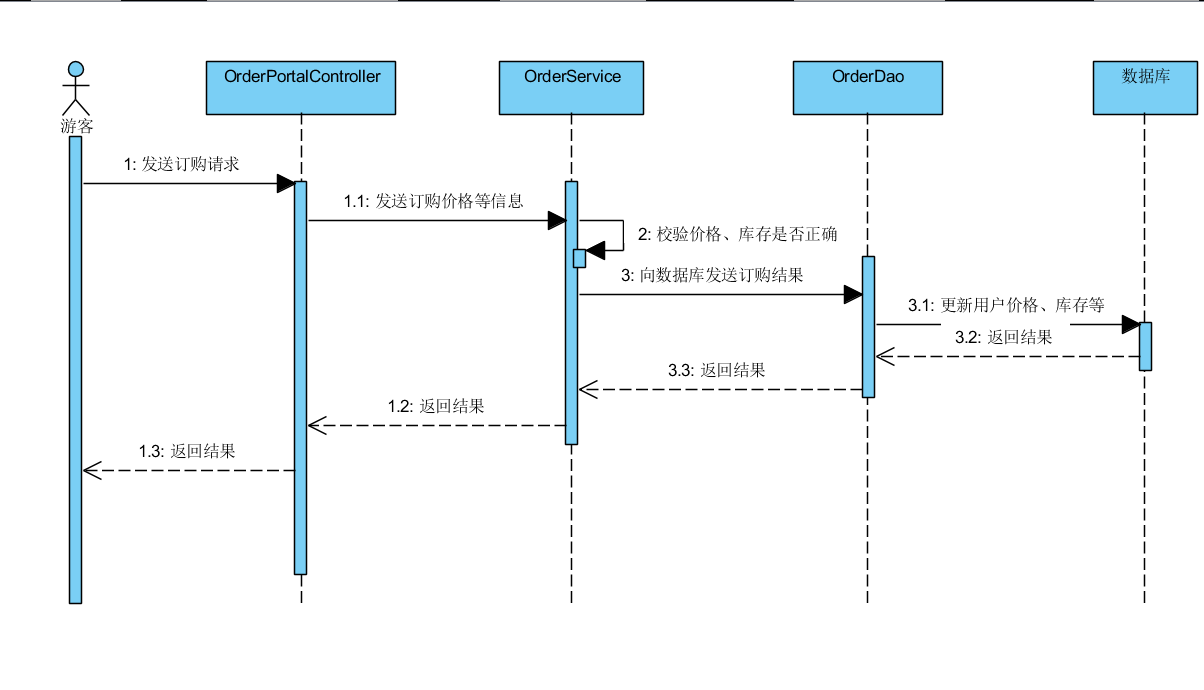 OrderPortalController
OrderService
OrderDao
数据库
游客
1: 发送订购请求
1.1: 发送订购价格等信息
2: 校验价格、库存是否正确
3: 向数据库发送订购结果
3.1: 更新用户价格、库存等
3.2: 返回结果
3.3: 返回结果
1.2: 返回结果
1.3: 返回结果